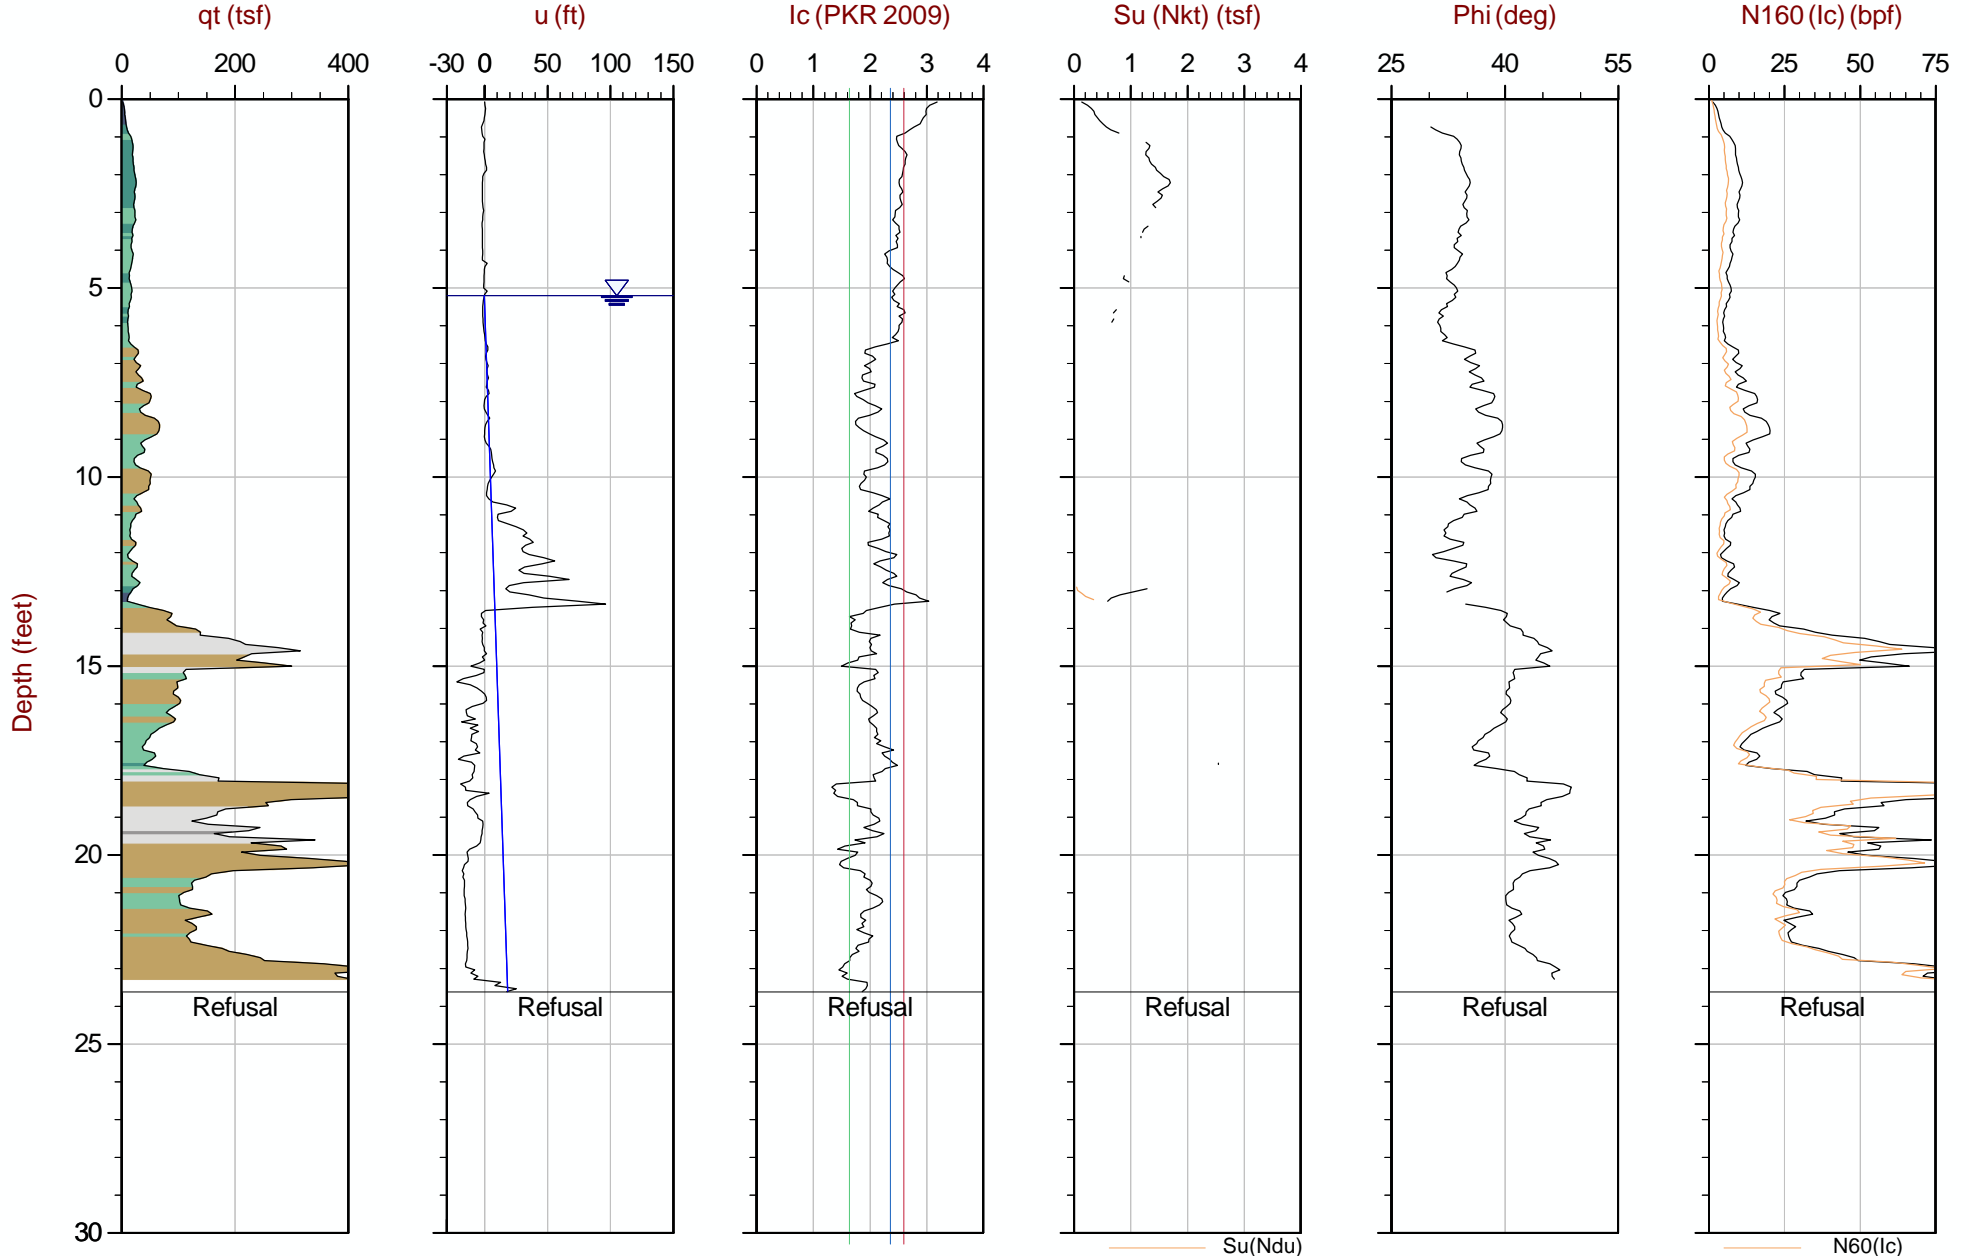 qt (tsf) u (ft) Ic (PKR 2009) Su (Nkt) (tsf) Phi (deg) N160 (Ic) (bpf)
0 200 400 -30 0 50 100 150 0 1 2 3 4 0 1 2 3 4 25 40 55 0 25 50 75
0
5
10
15
20
25
30
Depth (feet)
Refusal Refusal Refusal Refusal Refusal Refusal
Su(Ndu) N60(Ic)